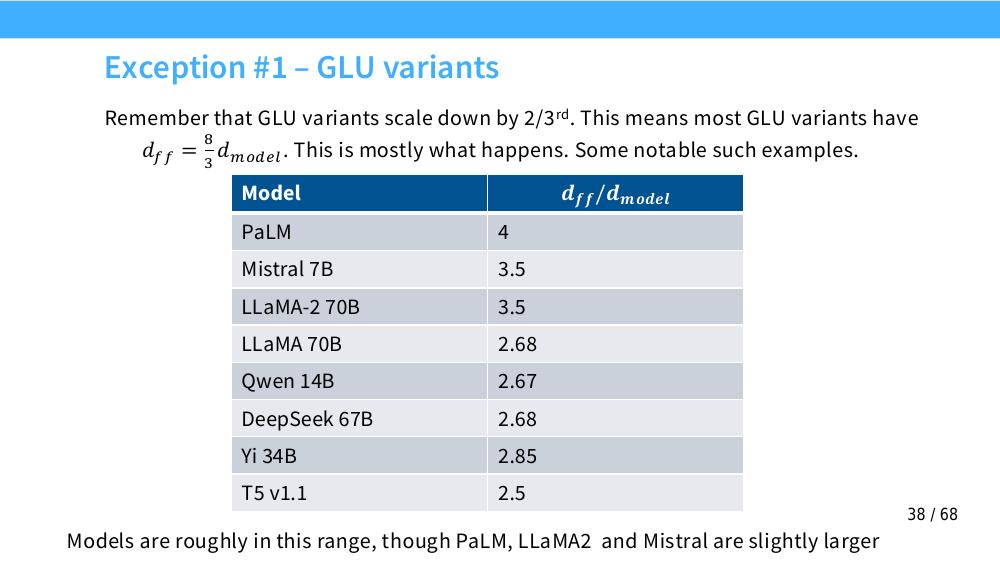 Exception #1 – GLU variants
Remember that GLU variants scale down by 2/3ʳᵈ. This means most GLU variants have
$d_{ff} = \frac{8}{3} d_{model}$. This is mostly what happens. Some notable such examples.
Model $d_{ff}/d_{model}$
PaLM 4
Mistral 7B 3.5
LLaMA-2 70B 3.5
LLaMA 70B 2.68
Qwen 14B 2.67
DeepSeek 67B 2.68
Yi 34B 2.85
T5 v1.1 2.5
38 / 68
Models are roughly in this range, though PaLM, LLaMA2 and Mistral are slightly larger